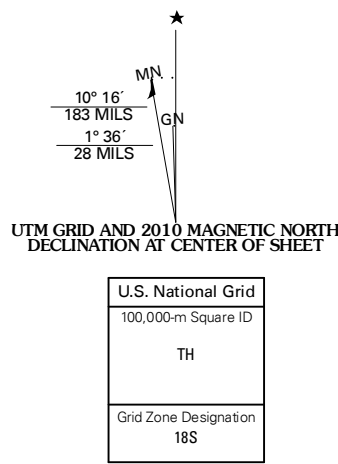 MN
10° 16´
183 MILS
GN
1° 36´
28 MILS
UTM GRID AND 2010 MAGNETIC NORTH
DECLINATION AT CENTER OF SHEET
U.S. National Grid
100,000-m Square ID
TH
Grid Zone Designation
18S